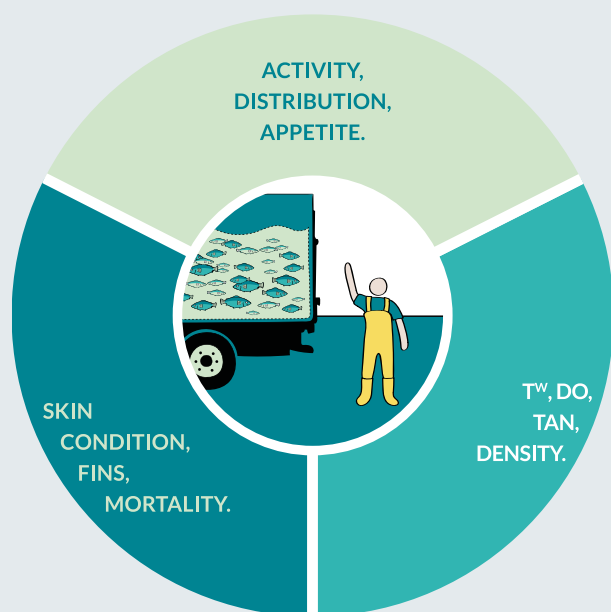 ACTIVITY,
DISTRIBUTION,
APPETITE.
SKIN
CONDITION,
FINS,
MORTALITY.
Tᵂ, DO,
TAN,
DENSITY.